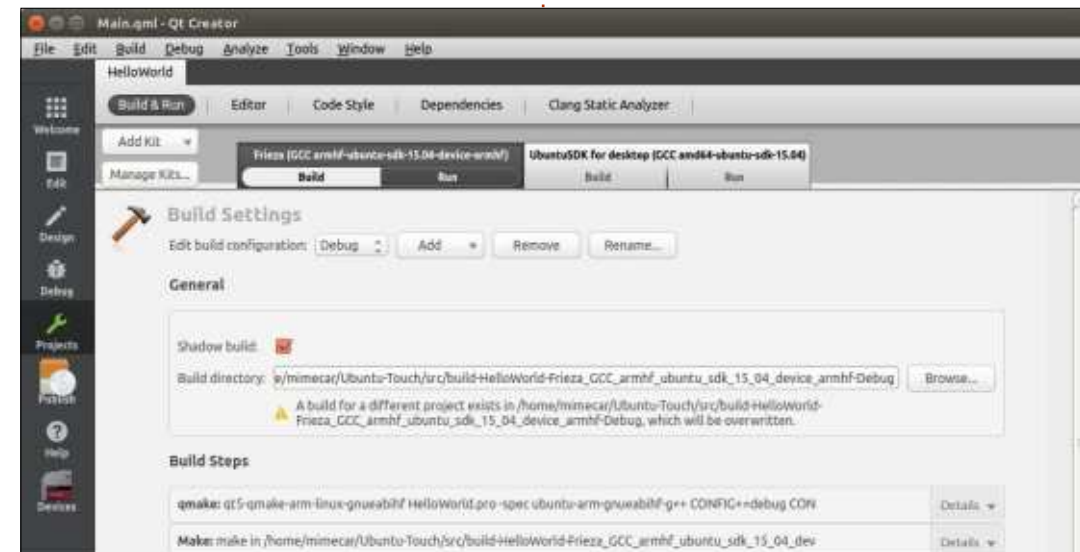 Main.qml - Qt Creator
File Edit Build Debug Analyze Tools Window Help
HelloWorld
Build & Run Editor Code Style Dependencies Clang Static Analyzer
Welcome
Add Kit
Manage Kits...
Frieza (GCC armhf-ubuntu-sdk-15.04-device-armhf) UbuntuSDK for desktop (GCC amd64-ubuntu-sdk-15.04)
Build Run Build Run
Edit
Design
Debug
Projects
Publish
Help
Devices
Build Settings
Edit build configuration: Debug Add Remove Rename...
General
Shadow build:
Build directory: e/mimecar/Ubuntu-Touch/src/build-HelloWorld-Frieza_GCC_armhf_ubuntu_sdk_15_04_device_armhf-Debug Browse...
A build for a different project exists in /home/mimecar/Ubuntu-Touch/src/build-HelloWorld-
Frieza_GCC_armhf_ubuntu_sdk_15_04_device_armhf-Debug, which will be overwritten.
Build Steps
qmake: qt5-qmake-arm-linux-gnueabihf HelloWorld.pro -spec ubuntu-arm-gnueabihf-g++ CONFIG+=debug CON Details
Make: make in /home/mimecar/Ubuntu-Touch/src/build-HelloWorld-Frieza_GCC_armhf_ubuntu_sdk_15_04_dev Details